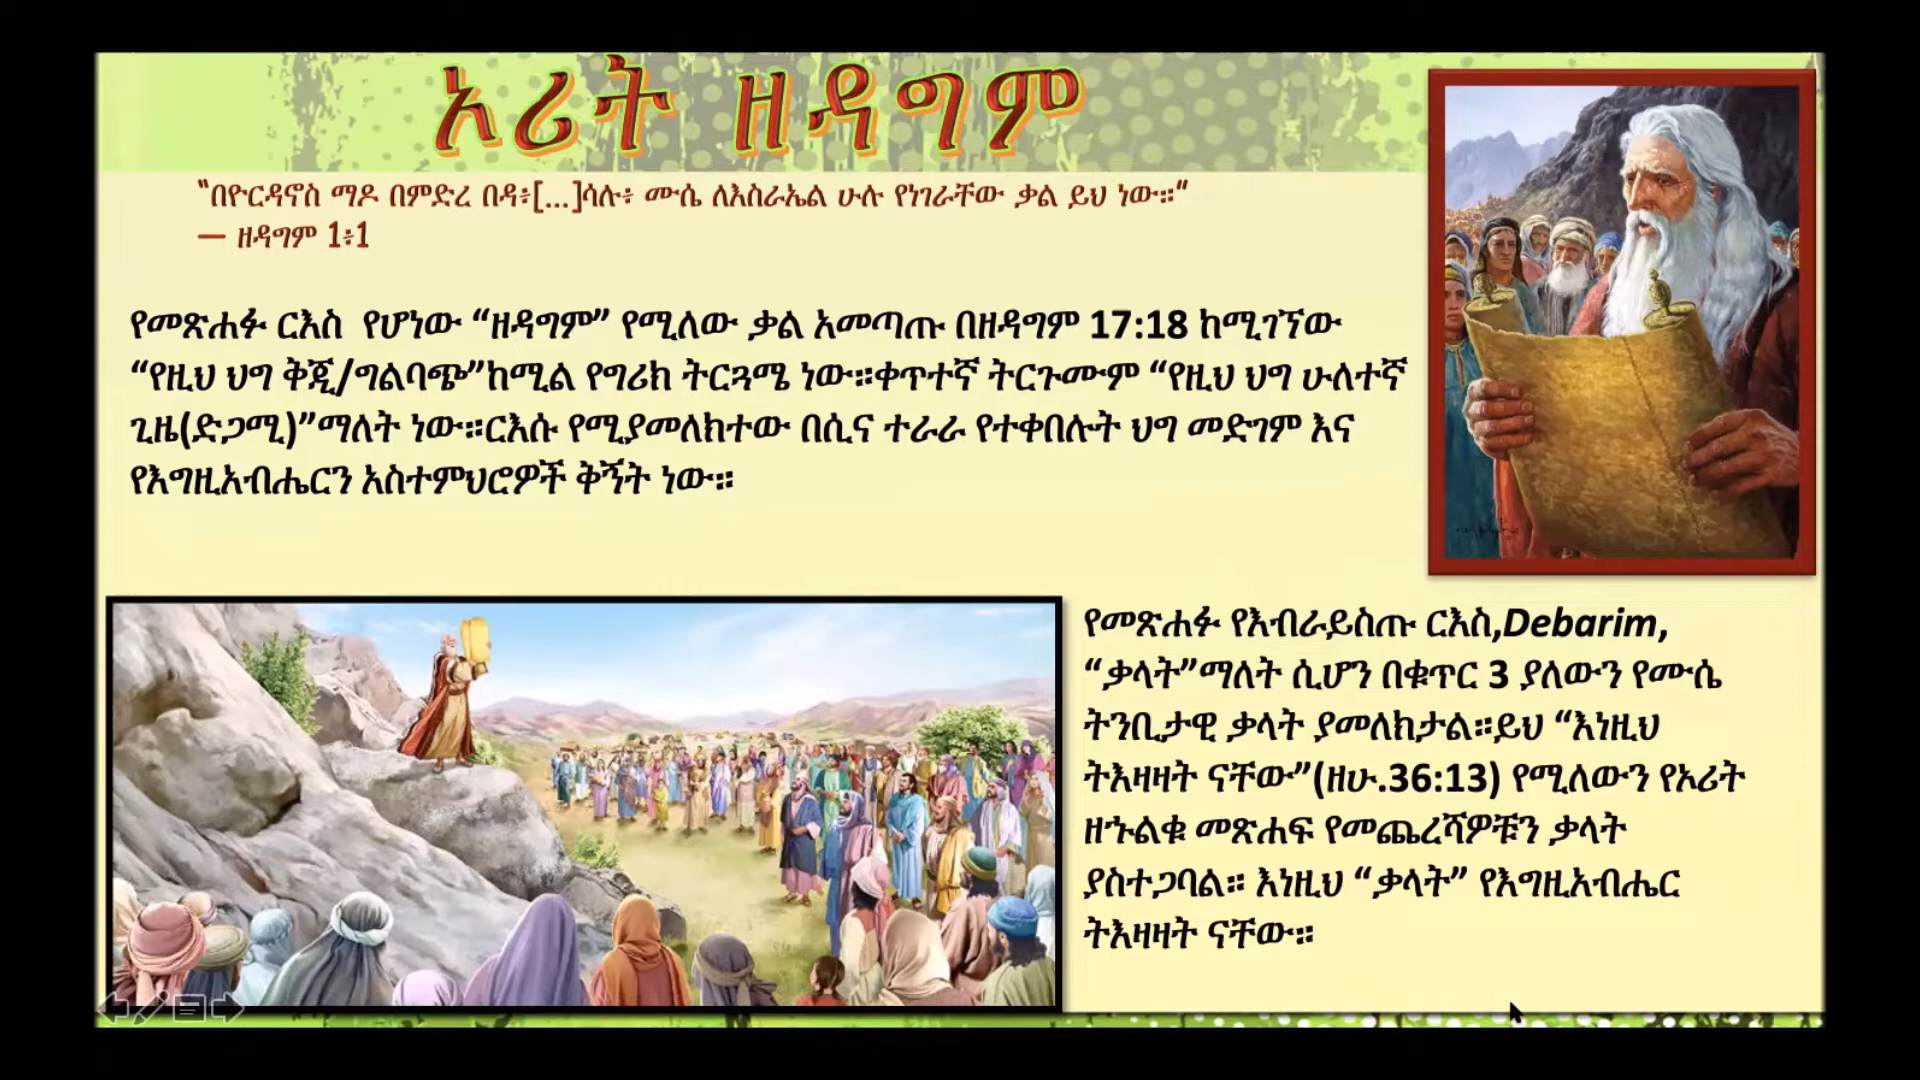 ኦሪት ዘዳግም
"በዮርዳኖስ ማዶ በምድረ በዳ፥[...]ሳሉ፥ ሙሴ ለእስራኤል ሁሉ የነገራቸው ቃል ይህ ነው።"
— ዘዳግም 1፥1
የመጽሐፉ ርእስ የሆነው “ዘዳግም” የሚለው ቃል አመጣጡ በዘዳግም 17:18 ከሚገኘው
“የዚህ ህግ ቅጂ/ግልባጭ”ከሚል የግሪክ ትርጓሜ ነው።ቀጥተኛ ትርጉሙም “የዚህ ህግ ሁለተኛ
ጊዜ(ድጋሚ)”ማለት ነው።ርእሱ የሚያመለክተው በሲና ተራራ የተቀበሉት ህግ መድገም እና
የእግዚአብሔርን አስተምህሮዎች ቅኝት ነው።
የመጽሐፉ የእብራይስጡ ርእስ,Debarim,
“ቃላት”ማለት ሲሆን በቁጥር 3 ያለውን የሙሴ
ትንቢታዊ ቃላት ያመለክታል።ይህ “እነዚህ
ትእዛዛት ናቸው”(ዘሁ.36:13) የሚለውን የኦሪት
ዘኍልቁ መጽሐፍ የመጨረሻዎቹን ቃላት
ያስተጋባል። እነዚህ “ቃላት” የእግዚአብሔር
ትእዛዛት ናቸው።